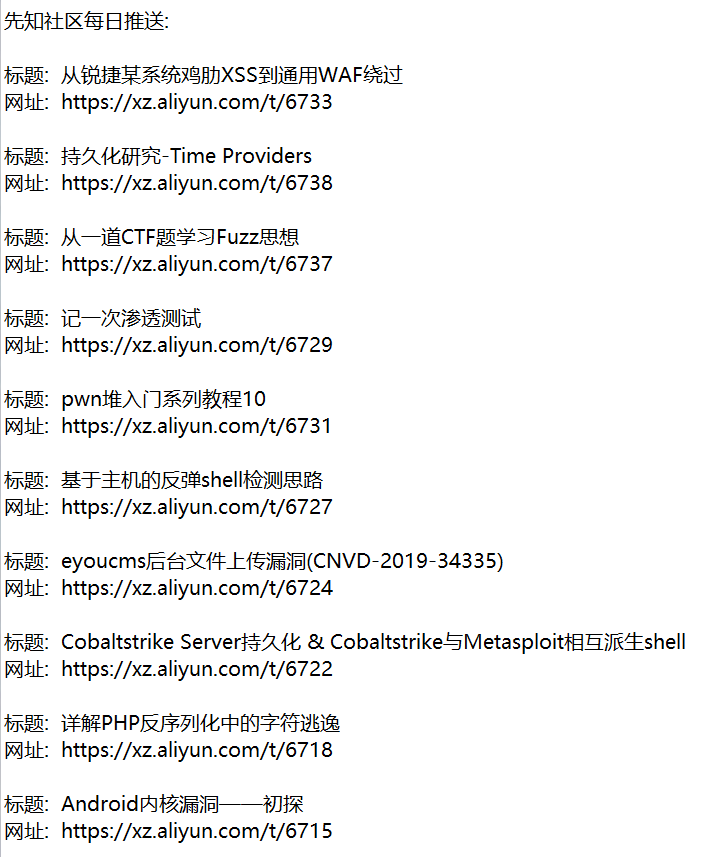 先知社区每日推送:
标题: 从锐捷某系统鸡肋XSS到通用WAF绕过
网址: https://xz.aliyun.com/t/6733
标题: 持久化研究-Time Providers
网址: https://xz.aliyun.com/t/6738
标题: 从一道CTF题学习Fuzz思想
网址: https://xz.aliyun.com/t/6737
标题: 记一次渗透测试
网址: https://xz.aliyun.com/t/6729
标题: pwn堆入门系列教程10
网址: https://xz.aliyun.com/t/6731
标题: 基于主机的反弹shell检测思路
网址: https://xz.aliyun.com/t/6727
标题: eyoucms后台文件上传漏洞(CNVD-2019-34335)
网址: https://xz.aliyun.com/t/6724
标题: Cobaltstrike Server持久化 & Cobaltstrike与Metasploit相互派生shell
网址: https://xz.aliyun.com/t/6722
标题: 详解PHP反序列化中的字符逃逸
网址: https://xz.aliyun.com/t/6718
标题: Android内核漏洞——初探
网址: https://xz.aliyun.com/t/6715